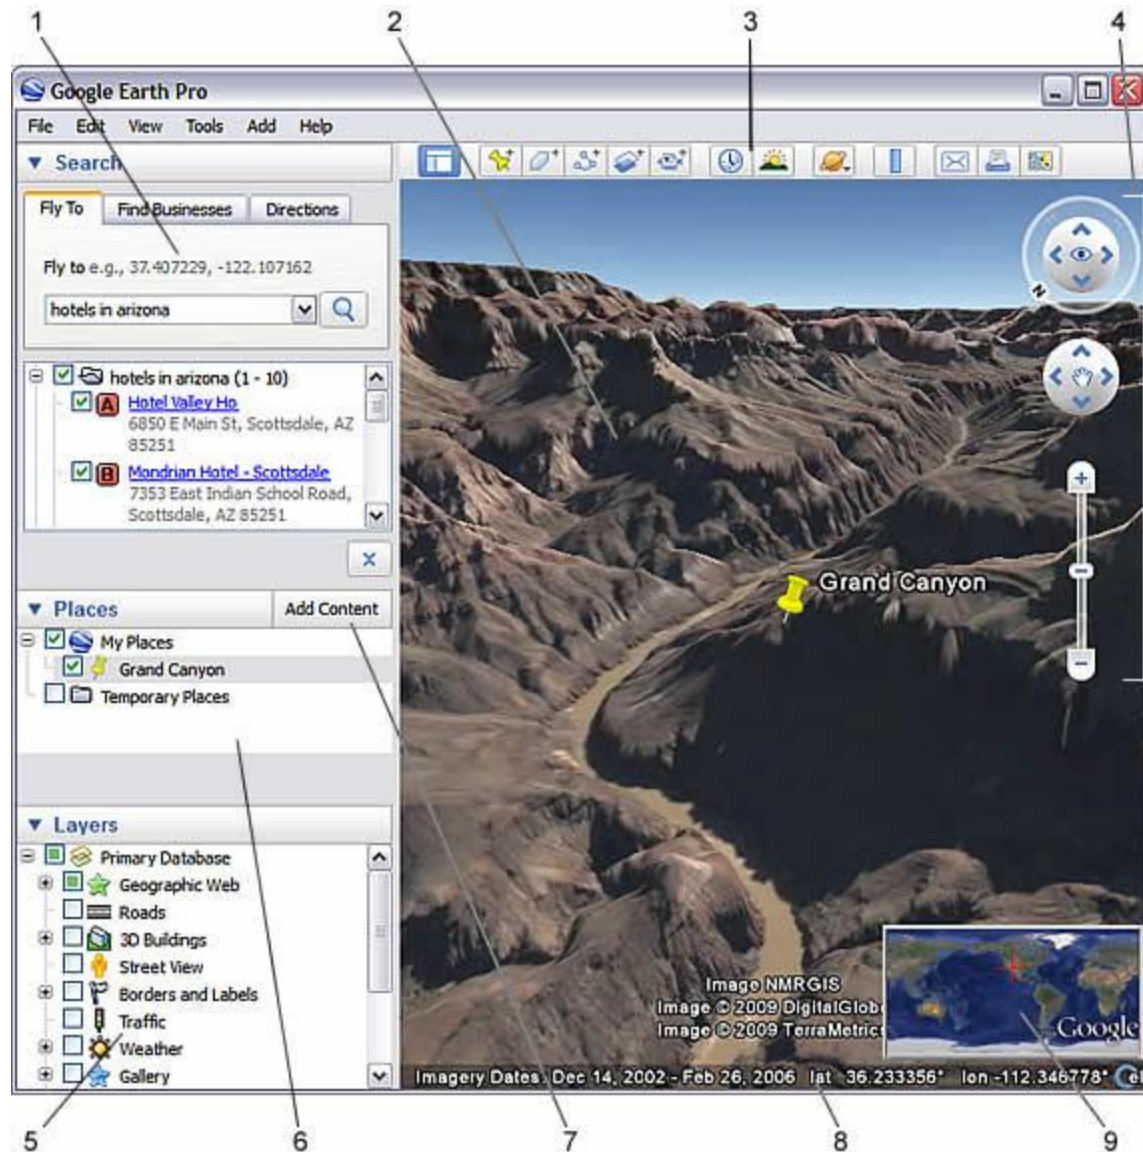 1 2 3 4
Google Earth Pro
File Edit View Tools Add Help
Search
Fly To Find Businesses Directions
Fly to e.g., 37.407229, -122.107162
hotels in arizona
hotels in arizona (1 - 10)
A Hotel Valley Ho
6850 E Main St, Scottsdale, AZ
85251
B Mondrian Hotel - Scottsdale
7353 East Indian School Road,
Scottsdale, AZ 85251
Places Add Content
My Places
Grand Canyon
Temporary Places
Layers
Primary Database
Geographic Web
Roads
3D Buildings
Street View
Borders and Labels
Traffic
Weather
Gallery
N
Grand Canyon
Image NMRGIS
Image © 2009 DigitalGlob
Image © 2009 TerraMetric
Google
Imagery Dates: Dec 14, 2002 - Feb 26, 2006 lat 36.233356° lon -112.346778°
5 6 7 8 9